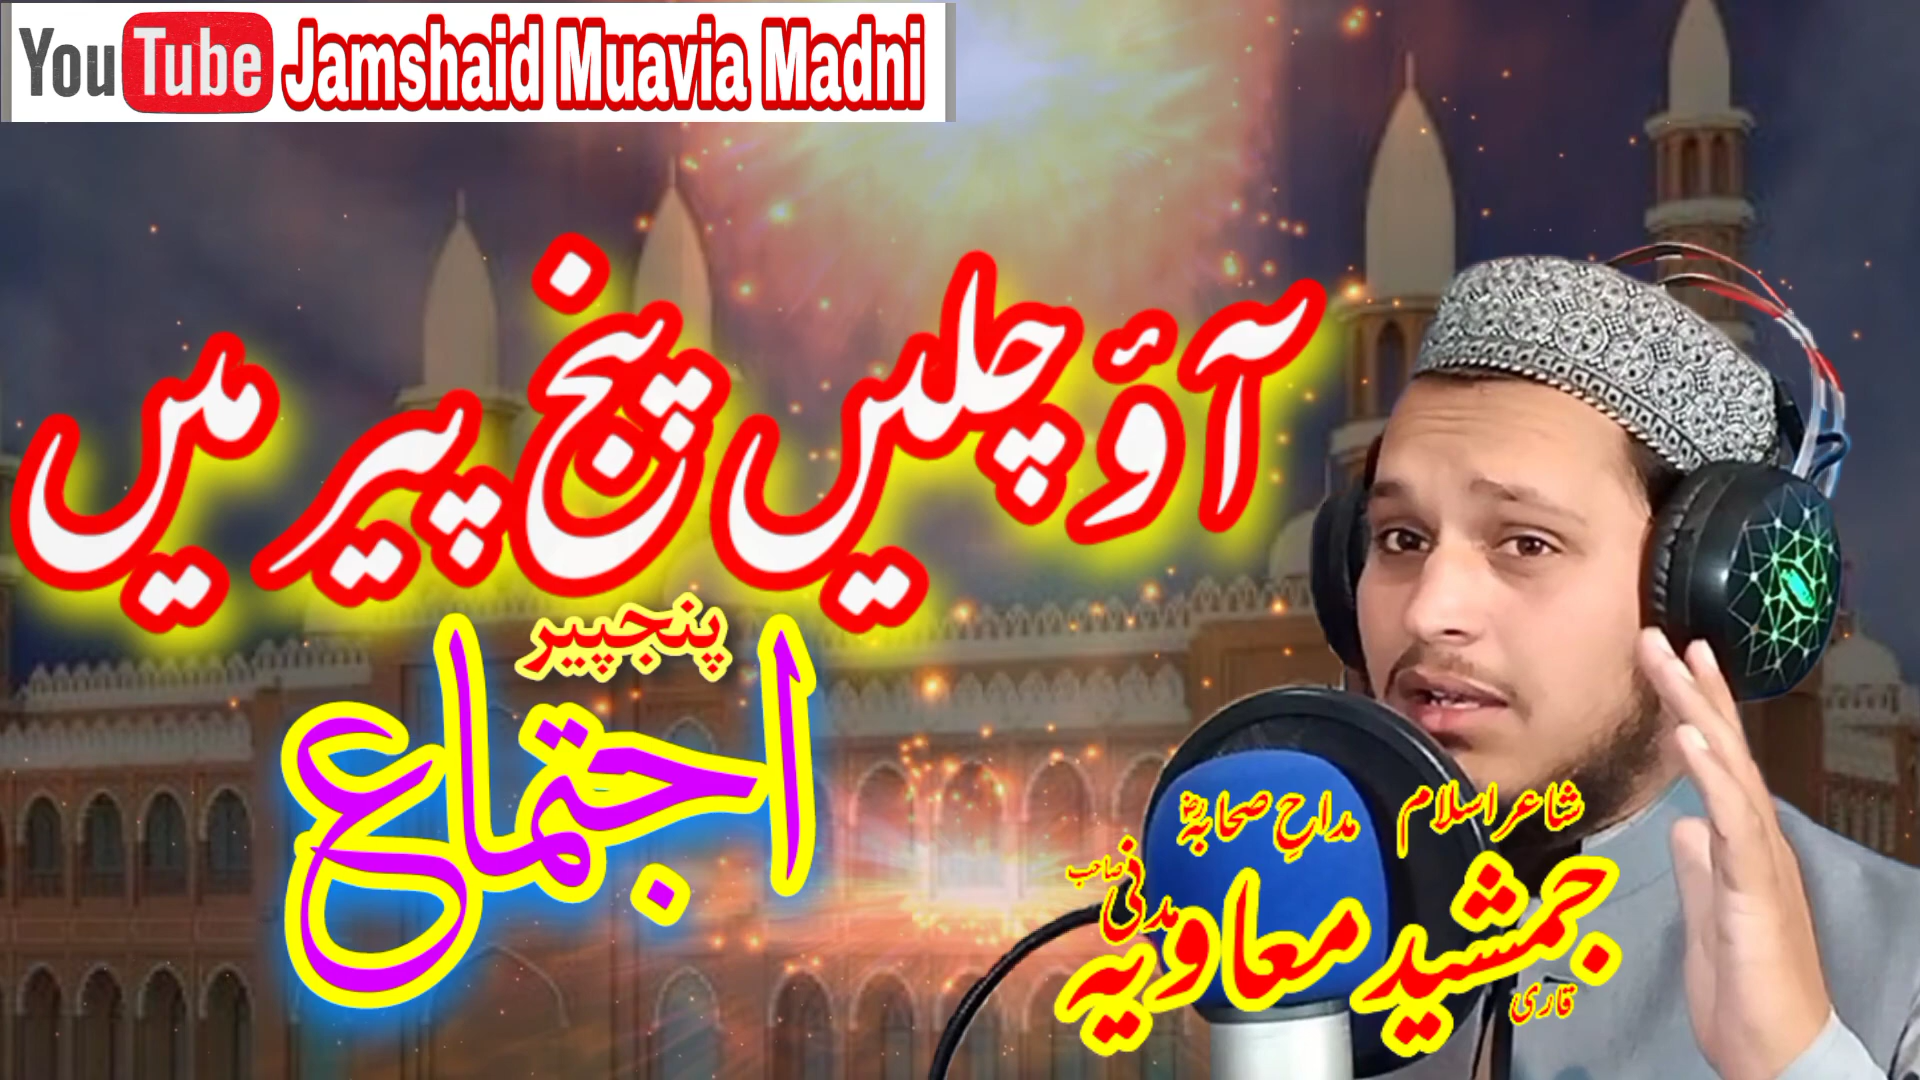 YouTube Jamshaid Muavia Madni
آؤ چلیں پنج پیر میں
پنجپیر
اجتماع
شاعر اسلام مداحِ صحابہؓ
قاری جمشید معاویہ مدنی صاحب